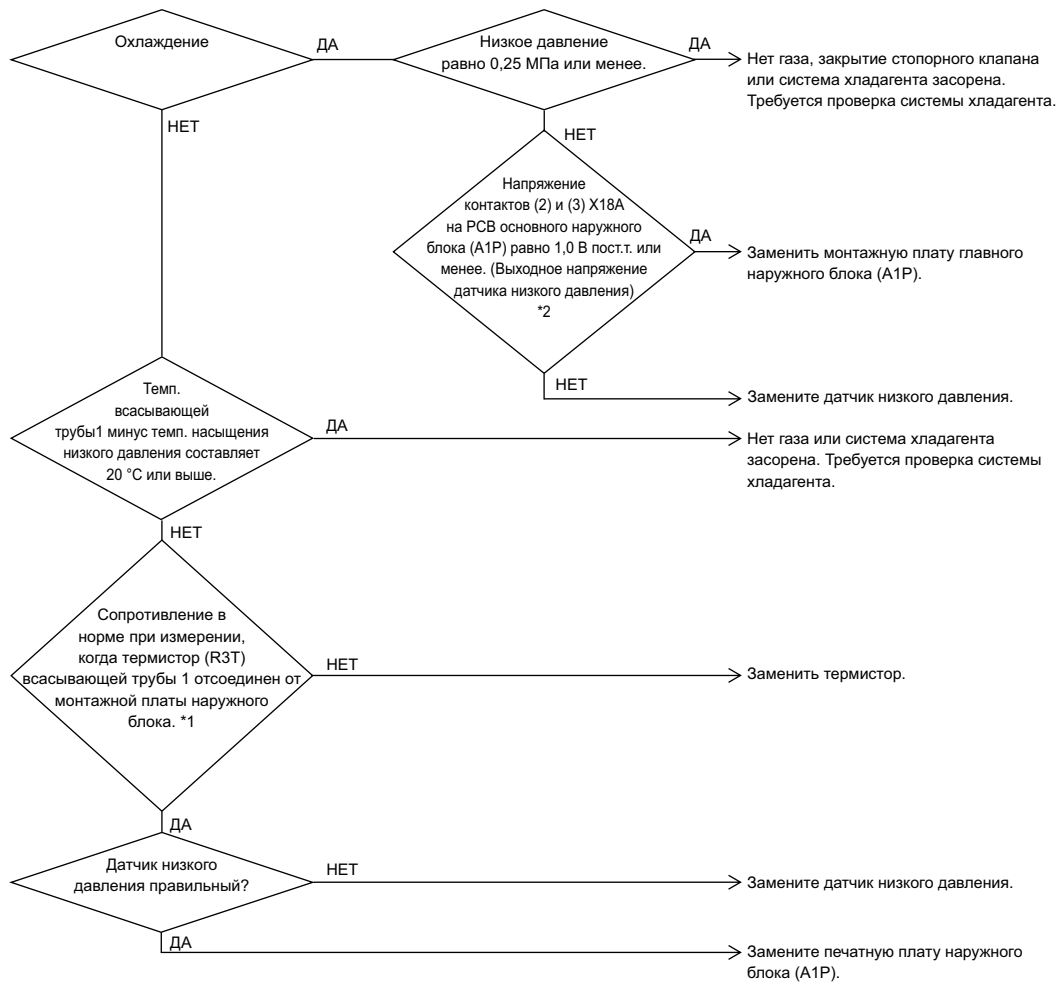 Охлаждение
ДА
Низкое давление
равно 0,25 МПа или менее.
ДА
Нет газа, закрытие стопорного клапана
или система хладагента засорена.
Требуется проверка системы хладагента.
НЕТ
НЕТ
Напряжение
контактов (2) и (3) X18A
на PCB основного наружного
блока (A1P) равно 1,0 В пост.т. или
менее. (Выходное напряжение
датчика низкого давления)
*2
ДА
Заменить монтажную плату главного
наружного блока (A1P).
НЕТ
Замените датчик низкого давления.
Темп.
всасывающей
трубы1 минус темп. насыщения
низкого давления составляет
20 °C или выше.
ДА
Нет газа или система хладагента
засорена. Требуется проверка системы
хладагента.
НЕТ
Сопротивление в
норме при измерении,
когда термистор (R3T)
всасывающей трубы 1 отсоединен от
монтажной платы наружного
блока. *1
НЕТ
Заменить термистор.
ДА
Датчик низкого
давления правильный?
НЕТ
Замените датчик низкого давления.
ДА
Замените печатную плату наружного
блока (A1P).